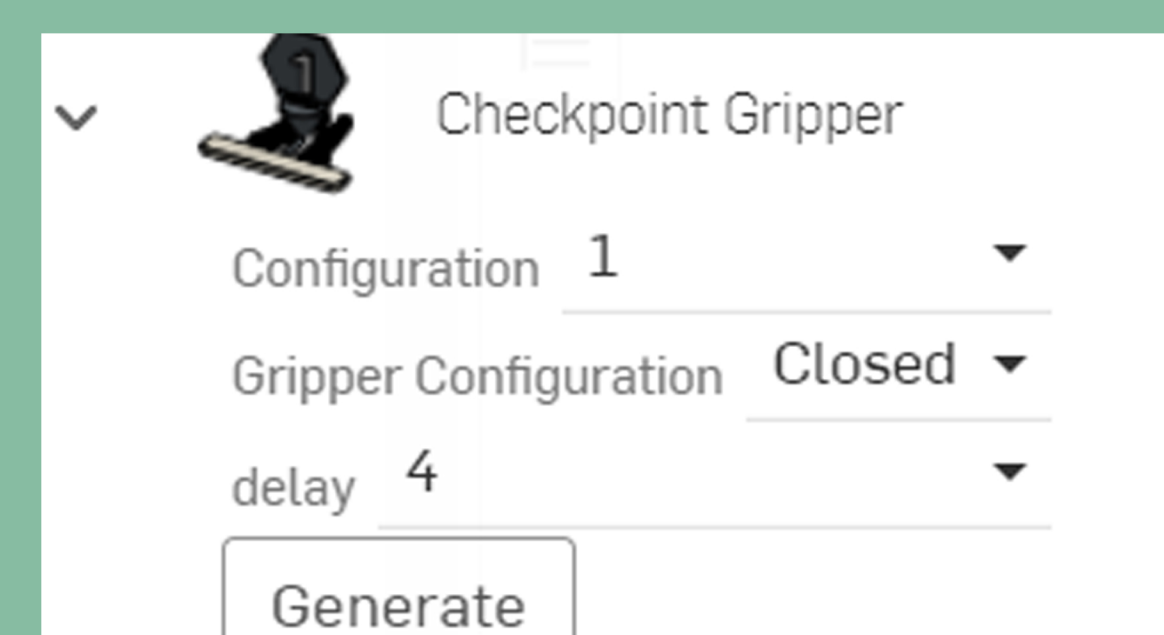 1
Checkpoint Gripper
Configuration 1
Gripper Configuration Closed
delay 4
Generate